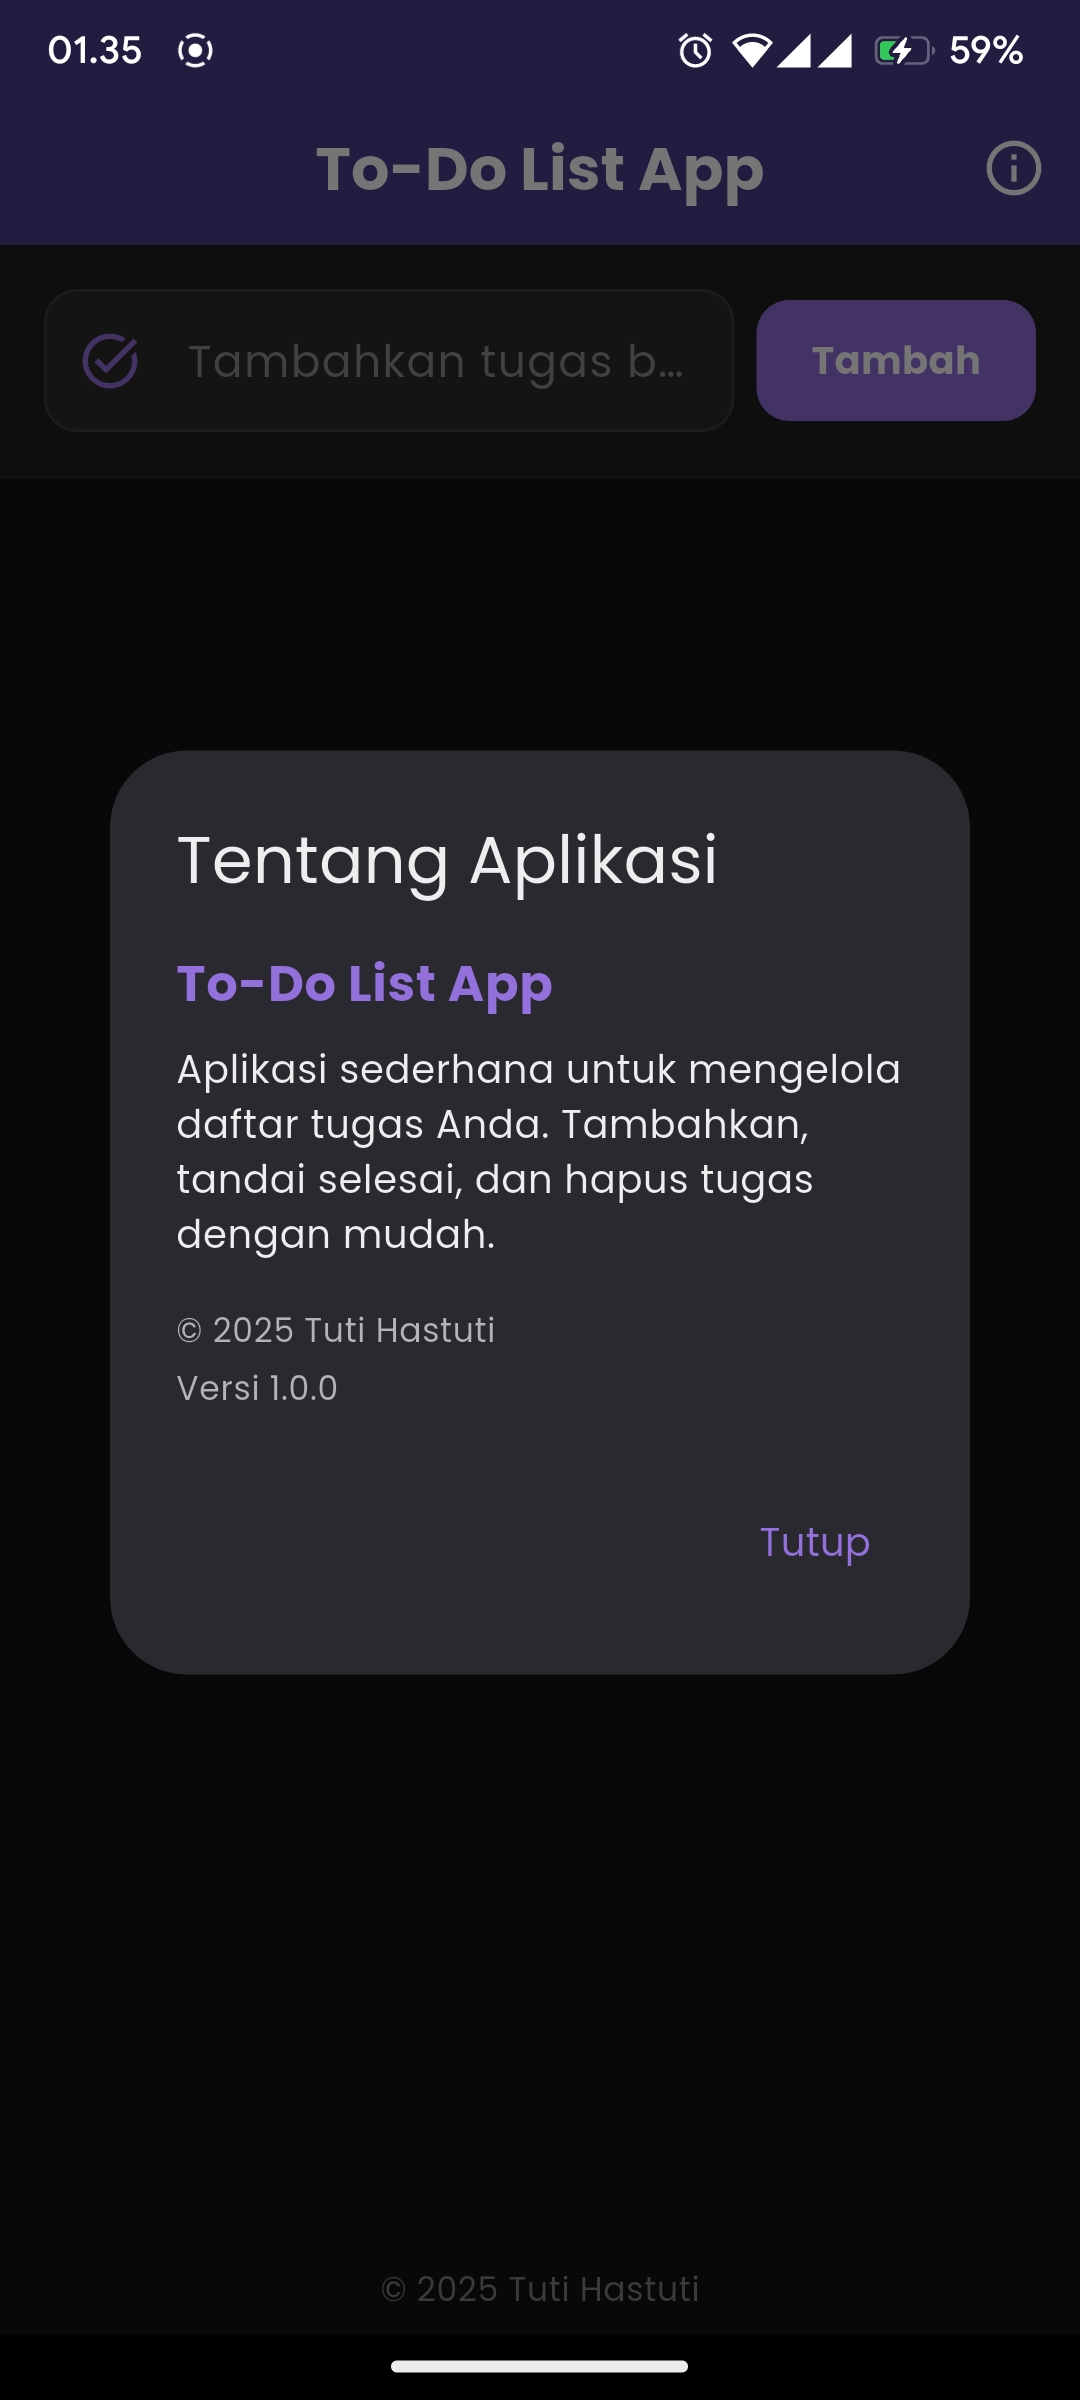 01.35
59%
To-Do List App
Tambahkan tugas b...
Tambah
Tentang Aplikasi
To-Do List App
Aplikasi sederhana untuk mengelola
daftar tugas Anda. Tambahkan,
tandai selesai, dan hapus tugas
dengan mudah.
© 2025 Tuti Hastuti
Versi 1.0.0
Tutup
© 2025 Tuti Hastuti